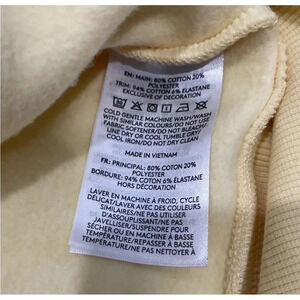 EN: MAIN: 80% COTTON 20%
POLYESTER
TRIM: 94% COTTON 6% ELASTANE
EXCLUSIVE OF DECORATION
COLD GENTLE MACHINE WASH/WASH
WITH SIMILAR COLOURS/DO NOT USE
FABRIC SOFTENER/DO NOT BLEACH/
LINE DRY OR COOL TUMBLE DRY/
COOL IRON/DO NOT DRY CLEAN
MADE IN VIETNAM
FR: PRINCIPAL: 80% COTON 20%
POLYESTER
BORDURE: 94% COTON 6% ÉLASTANE
HORS DÉCORATION
LAVER EN MACHINE À FROID, CYCLE
DÉLICAT/LAVER AVEC DES COULEURS
SIMILAIRES/NE PAS UTILISER
D'ASSOUPLISSANT/NE PAS UTILISER
JAVELLISER/SUSPENDRE POUR
SÉCHER OU EN MACHINE À BASSE
TEMPÉRATURE/REPASSER À BASSE
TEMPÉRATURE/NE PAS NETTOYER À